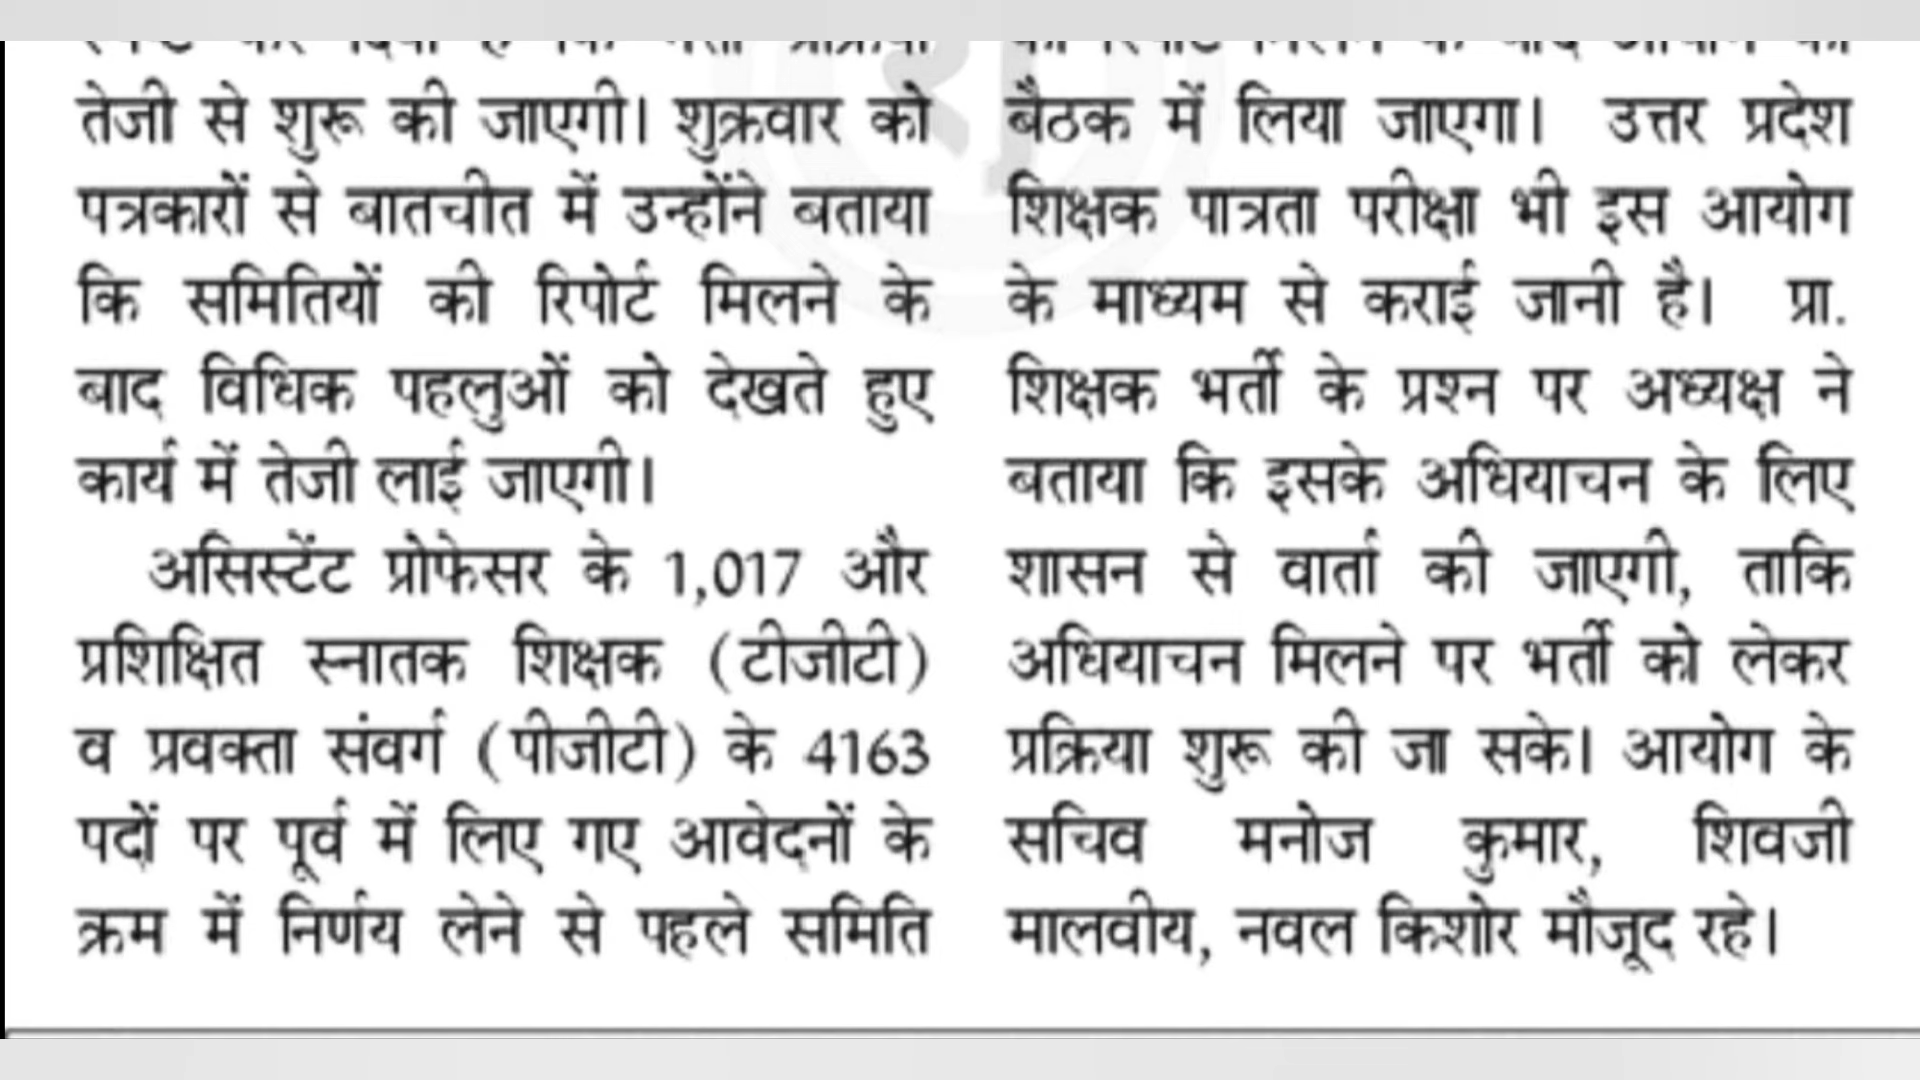 तेजी से शुरू की जाएगी। शुक्रवार को
पत्रकारों से बातचीत में उन्होंने बताया
कि समितियों की रिपोर्ट मिलने के
बाद विधिक पहलुओं को देखते हुए
कार्य में तेजी लाई जाएगी।
असिस्टेंट प्रोफेसर के 1,017 और
प्रशिक्षित स्नातक शिक्षक (टीजीटी)
व प्रवक्ता संवर्ग (पीजीटी) के 4163
पदों पर पूर्व में लिए गए आवेदनों के
क्रम में निर्णय लेने से पहले समिति
बैठक में लिया जाएगा। उत्तर प्रदेश
शिक्षक पात्रता परीक्षा भी इस आयोग
के माध्यम से कराई जानी है। प्रा.
शिक्षक भर्ती के प्रश्न पर अध्यक्ष ने
बताया कि इसके अधियाचन के लिए
शासन से वार्ता की जाएगी, ताकि
अधियाचन मिलने पर भर्ती को लेकर
प्रक्रिया शुरू की जा सके। आयोग के
सचिव मनोज कुमार, शिवजी
मालवीय, नवल किशोर मौजूद रहे।